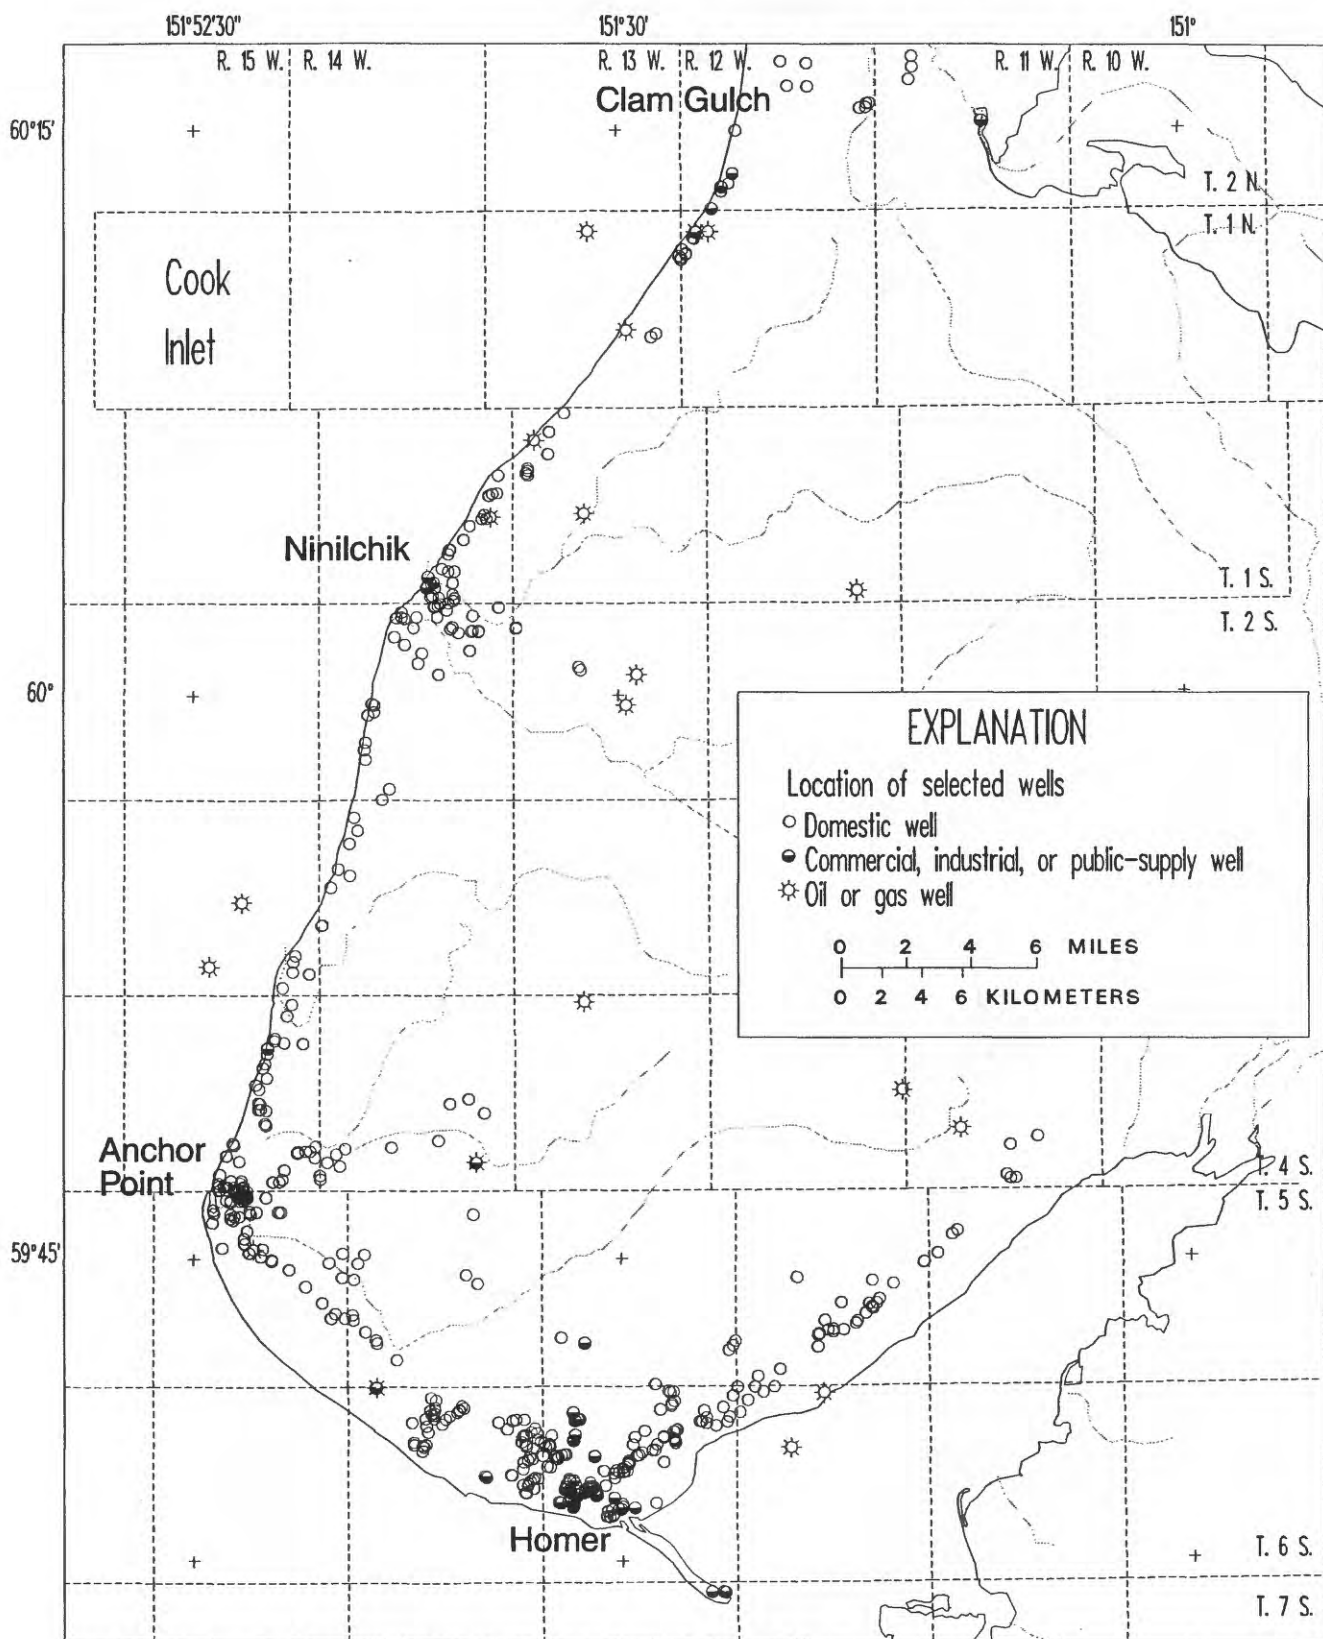 151°52'30" 151°30' 151°
R. 15 W. R. 14 W. R. 13 W. R. 12 W. R. 11 W. R. 10 W.
Clam Gulch
60°15'
T. 2 N.
T. 1 N.
Cook
Inlet
Ninilchik
T. 1 S.
T. 2 S.
60°
EXPLANATION
Location of selected wells
Domestic well
Commercial, industrial, or public-supply well
Oil or gas well
0 2 4 6 MILES
0 2 4 6 KILOMETERS
Anchor
Point
T. 4 S.
T. 5 S.
59°45'
Homer
T. 6 S.
T. 7 S.